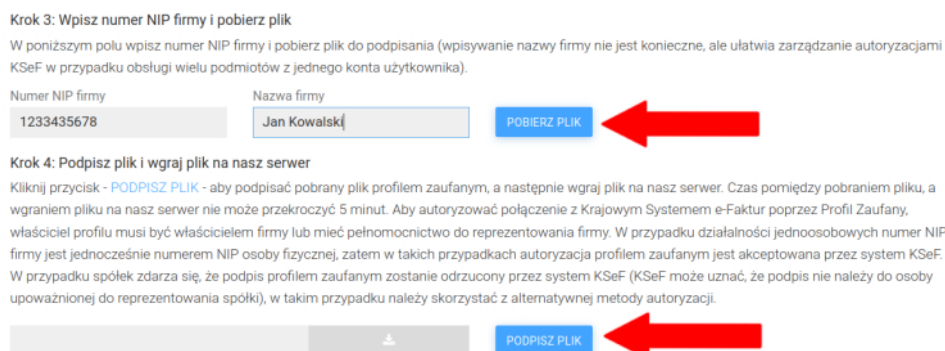 Krok 3: Wpisz numer NIP firmy i pobierz plik
W poniższym polu wpisz numer NIP firmy i pobierz plik do podpisania (wpisywanie nazwy firmy nie jest konieczne, ale ułatwia zarządzanie autoryzacjami
KSeF w przypadku obsługi wielu podmiotów z jednego konta użytkownika).
Numer NIP firmy Nazwa firmy
1233435678 Jan Kowalski POBIERZ PLIK
Krok 4: Podpisz plik i wgraj plik na nasz serwer
Kliknij przycisk - PODPISZ PLIK - aby podpisać pobrany plik profilem zaufanym, a następnie wgraj plik na nasz serwer. Czas pomiędzy pobraniem pliku, a
wgraniem pliku na nasz serwer nie może przekroczyć 5 minut. Aby autoryzować połączenie z Krajowym Systemem e-Faktur poprzez Profil Zaufany,
właściciel profilu musi być właścicielem firmy lub mieć pełnomocnictwo do reprezentowania firmy. W przypadku działalności jednoosobowych numer NIP
firmy jest jednocześnie numerem NIP osoby fizycznej, zatem w takich przypadkach autoryzacja profilem zaufanym jest akceptowana przez system KSeF.
W przypadku spółek zdarza się, że podpis profilem zaufanym zostanie odrzucony przez system KSeF (KSeF może uznać, że podpis nie należy do osoby
upoważnionej do reprezentowania spółki), w takim przypadku należy skorzystać z alternatywnej metody autoryzacji.
PODPISZ PLIK